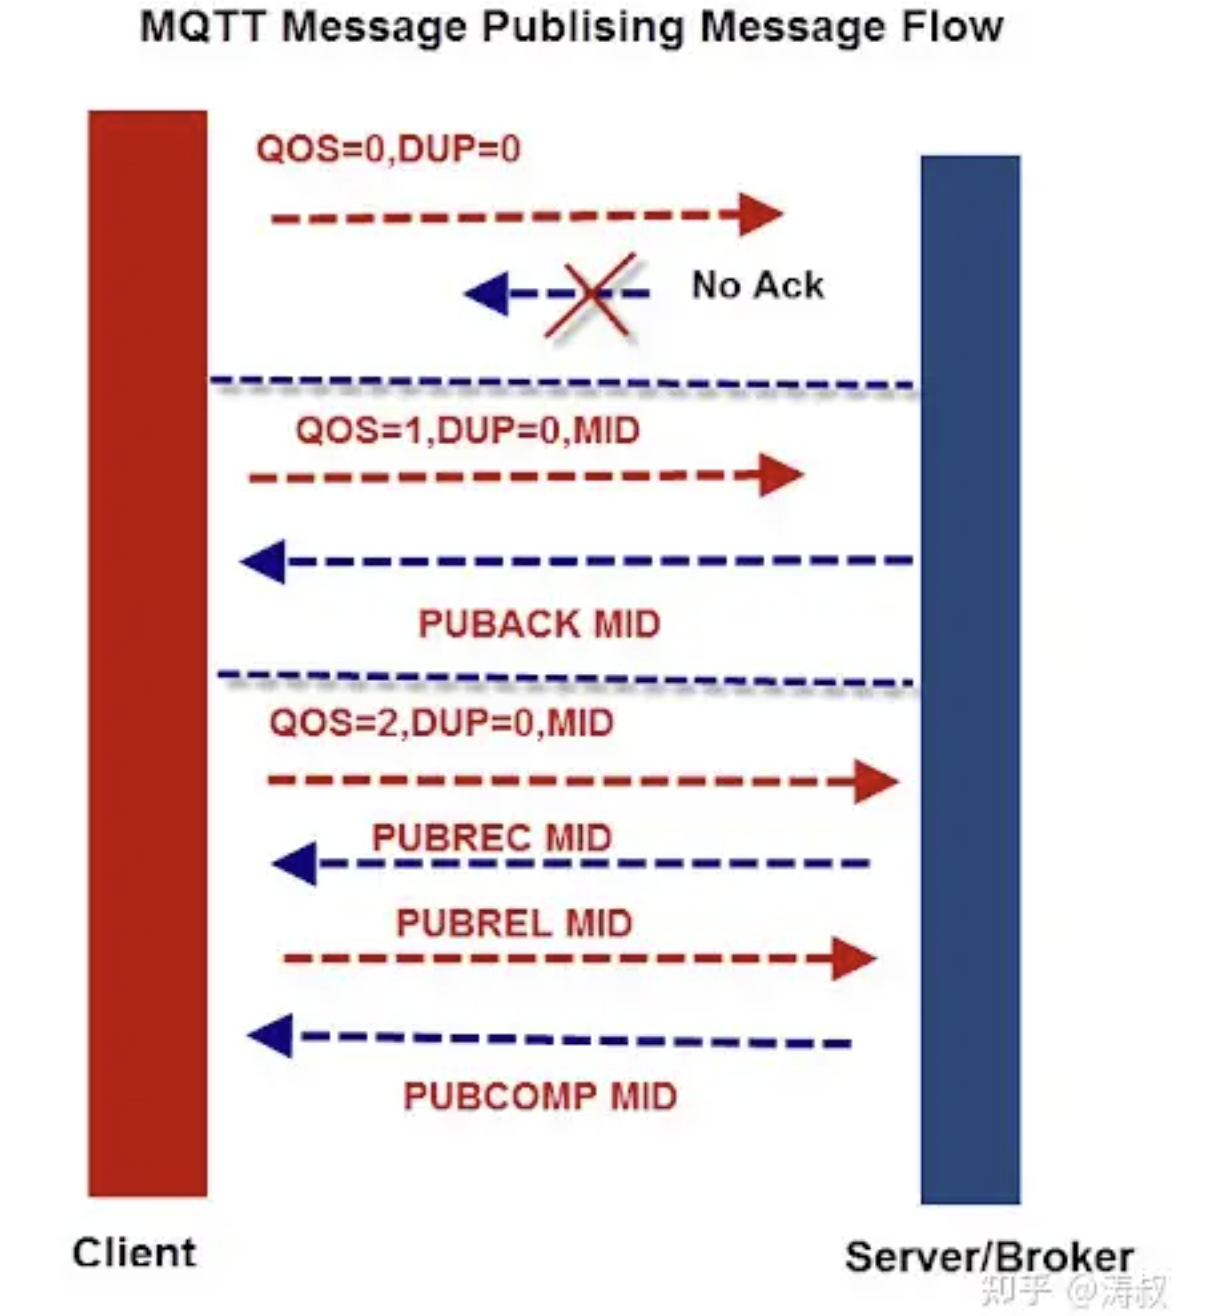 MQTT Message Publising Message Flow
QOS=0,DUP=0
No Ack
QOS=1,DUP=0,MID
PUBACK MID
QOS=2,DUP=0,MID
PUBREC MID
PUBREL MID
PUBCOMP MID
Client
Server/Broker
知乎 @涛叔